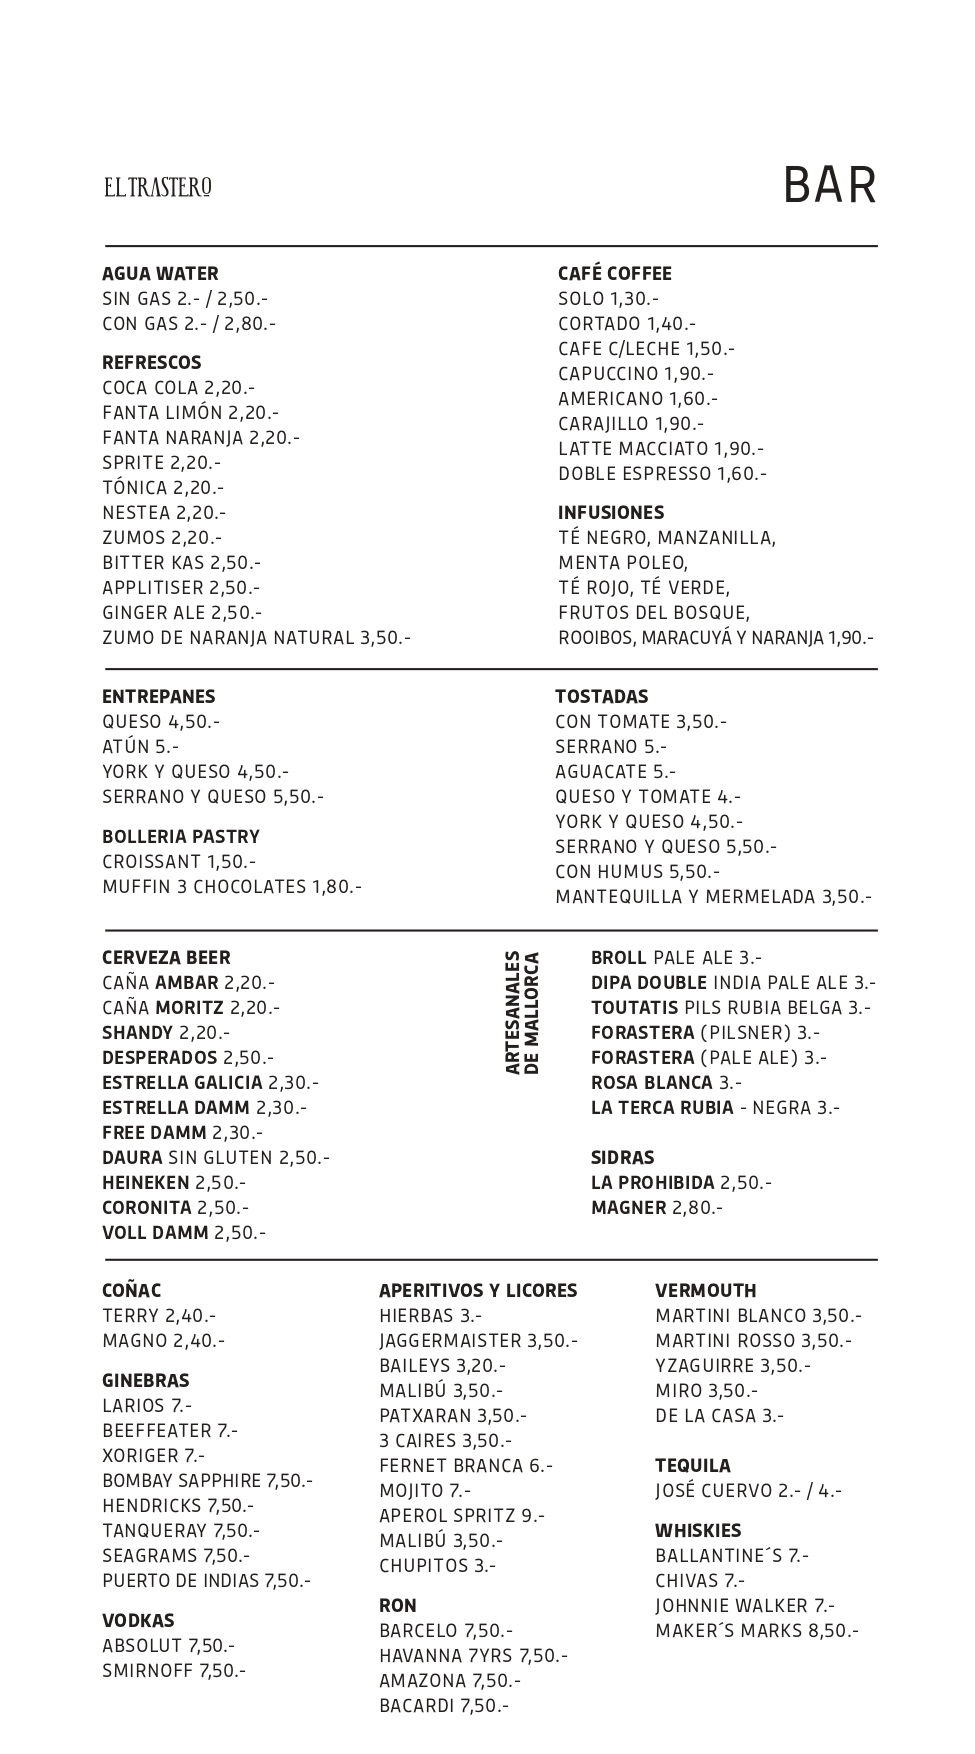 EL TRASTERO
BAR
AGUA WATER
SIN GAS 2.- / 2,50.-
CON GAS 2.- / 2,80.-
REFRESCOS
COCA COLA 2,20.-
FANTA LIMÓN 2,20.-
FANTA NARANJA 2,20.-
SPRITE 2,20.-
TÓNICA 2,20.-
NESTEA 2,20.-
ZUMOS 2,20.-
BITTER KAS 2,50.-
APPLITISER 2,50.-
GINGER ALE 2,50.-
ZUMO DE NARANJA NATURAL 3,50.-
CAFÉ COFFEE
SOLO 1,30.-
CORTADO 1,40.-
CAFE C/LECHE 1,50.-
CAPUCCINO 1,90.-
AMERICANO 1,60.-
CARAJILLO 1,90.-
LATTE MACCIATO 1,90.-
DOBLE ESPRESSO 1,60.-
INFUSIONES
TÉ NEGRO, MANZANILLA,
MENTA POLEO,
TÉ ROJO, TÉ VERDE,
FRUTOS DEL BOSQUE,
ROOIBOS, MARACUYÁ Y NARANJA 1,90.-
ENTREPANES
QUESO 4,50.-
ATÚN 5.-
YORK Y QUESO 4,50.-
SERRANO Y QUESO 5,50.-
BOLLERIA PASTRY
CROISSANT 1,50.-
MUFFIN 3 CHOCOLATES 1,80.-
TOSTADAS
CON TOMATE 3,50.-
SERRANO 5.-
AGUACATE 5.-
QUESO Y TOMATE 4.-
YORK Y QUESO 4,50.-
SERRANO Y QUESO 5,50.-
CON HUMUS 5,50.-
MANTEQUILLA Y MERMELADA 3,50.-
CERVEZA BEER
CAÑA AMBAR 2,20.-
CAÑA MORITZ 2,20.-
SHANDY 2,20.-
DESPERADOS 2,50.-
ESTRELLA GALICIA 2,30.-
ESTRELLA DAMM 2,30.-
FREE DAMM 2,30.-
DAURA SIN GLUTEN 2,50.-
HEINEKEN 2,50.-
CORONITA 2,50.-
VOLL DAMM 2,50.-
ARTESANALES
DE MALLORCA
BROLL PALE ALE 3.-
DIPA DOUBLE INDIA PALE ALE 3.-
TOUTATIS PILS RUBIA BELGA 3.-
FORASTERA (PILSNER) 3.-
FORASTERA (PALE ALE) 3.-
ROSA BLANCA 3.-
LA TERCA RUBIA - NEGRA 3.-
SIDRAS
LA PROHIBIDA 2,50.-
MAGNER 2,80.-
COÑAC
TERRY 2,40.-
MAGNO 2,40.-
GINEBRAS
LARIOS 7.-
BEEFFEATER 7.-
XORIGER 7.-
BOMBAY SAPPHIRE 7,50.-
HENDRICKS 7,50.-
TANQUERAY 7,50.-
SEAGRAMS 7,50.-
PUERTO DE INDIAS 7,50.-
VODKAS
ABSOLUT 7,50.-
SMIRNOFF 7,50.-
APERITIVOS Y LICORES
HIERBAS 3.-
JAGGERMAISTER 3,50.-
BAILEYS 3,20.-
MALIBÚ 3,50.-
PATXARAN 3,50.-
3 CAIRES 3,50.-
FERNET BRANCA 6.-
MOJITO 7.-
APEROL SPRITZ 9.-
MALIBÚ 3,50.-
CHUPITOS 3.-
RON
BARCELO 7,50.-
HAVANNA 7YRS 7,50.-
AMAZONA 7,50.-
BACARDI 7,50.-
VERMOUTH
MARTINI BLANCO 3,50.-
MARTINI ROSSO 3,50.-
YZAGUIRRE 3,50.-
MIRO 3,50.-
DE LA CASA 3.-
TEQUILA
JOSÉ CUERVO 2.- / 4.-
WHISKIES
BALLANTINE´S 7.-
CHIVAS 7.-
JOHNNIE WALKER 7.-
MAKER´S MARKS 8,50.-